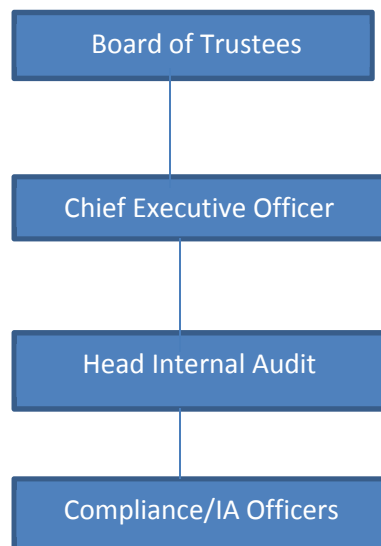 Board of Trustees
Chief Executive Officer
Head Internal Audit
Compliance/IA Officers